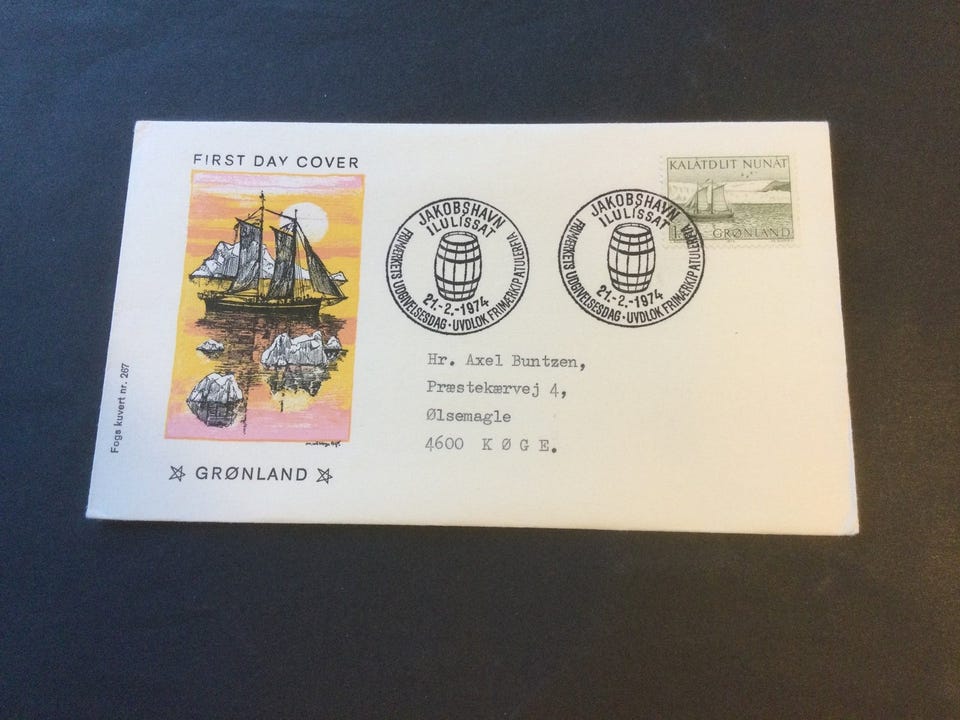 FIRST DAY COVER
Fogs kuvert nr. 267
GRØNLAND
JAKOBSHAVN
ILULISSAT
21.-2.-1974
FRIMÆRKETS UDGIVELSESDAG · UVDLOK FRIMÆRKIP ATULERFIA
JAKOBSHAVN
ILULISSAT
21.-2.-1974
FRIMÆRKETS UDGIVELSESDAG · UVDLOK FRIMÆRKIP ATULERFIA
KALÂTDLIT NUNÂT
GRØNLAND
Hr. Axel Buntzen,
Præstekærvej 4,
Ølsemagle
4600 KØGE.